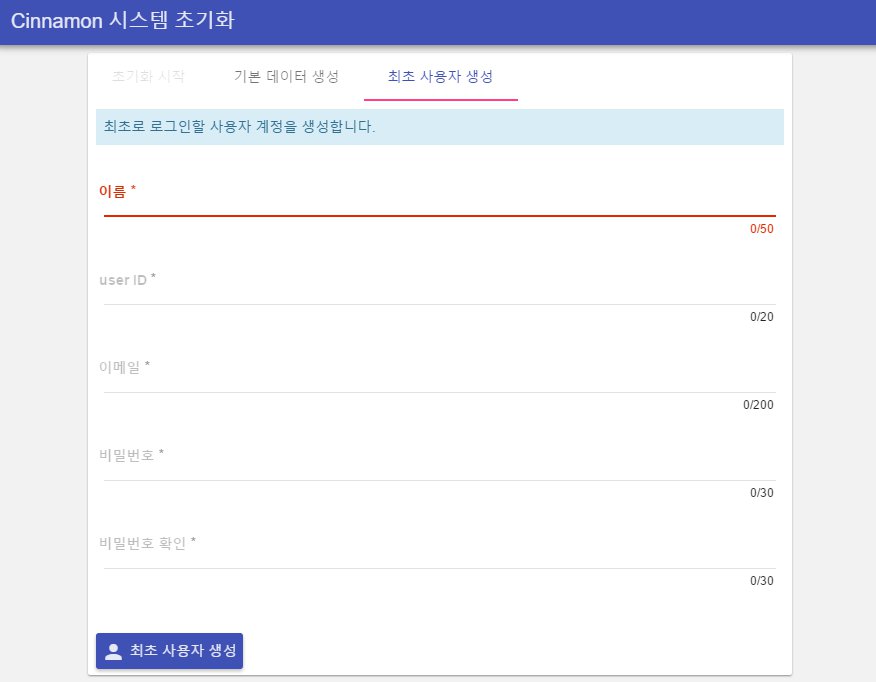 Cinnamon 시스템 초기화
초기화 시작 기본 데이터 생성 최초 사용자 생성
최초로 로그인할 사용자 계정을 생성합니다.
이름 *
0/50
user ID *
0/20
이메일 *
0/200
비밀번호 *
0/30
비밀번호 확인 *
0/30
최초 사용자 생성